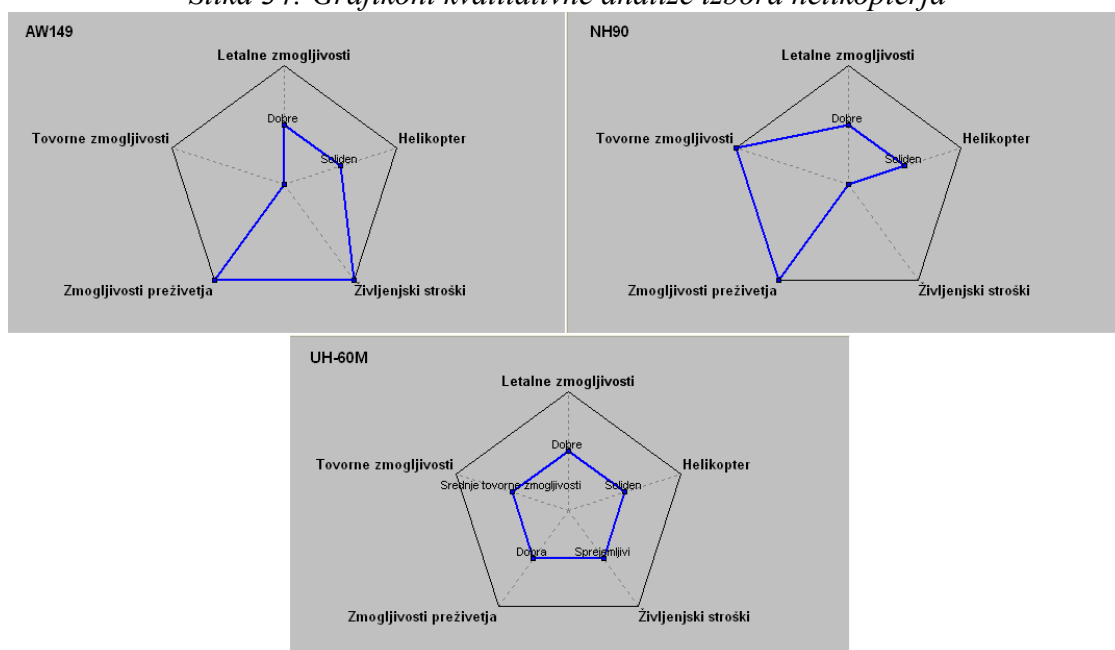 Slika 34: Grafikoni kvalitativne analize izbora helikopterja
AW149
Letalne zmogljivosti
Dobre
Tovorne zmogljivosti
Helikopter
Soliden
Zmogljivosti preživetja
Življenjski stroški
NH90
Letalne zmogljivosti
Dobre
Tovorne zmogljivosti
Helikopter
Soliden
Zmogljivosti preživetja
Življenjski stroški
UH-60M
Letalne zmogljivosti
Dobre
Tovorne zmogljivosti
Helikopter
Srednje tovorne zmogljivosti
Soliden
Dobra
Sprejemljivi
Zmogljivosti preživetja
Življenjski stroški